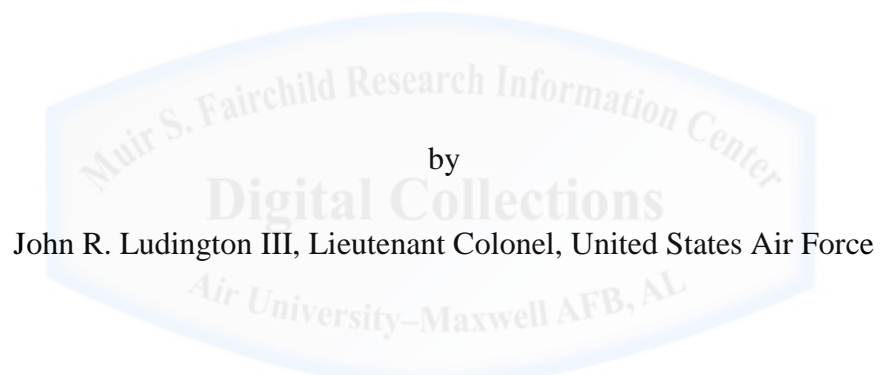 Muir S. Fairchild Research Information Center
by
Digital Collections
John R. Ludington III, Lieutenant Colonel, United States Air Force
Air University–Maxwell AFB, AL